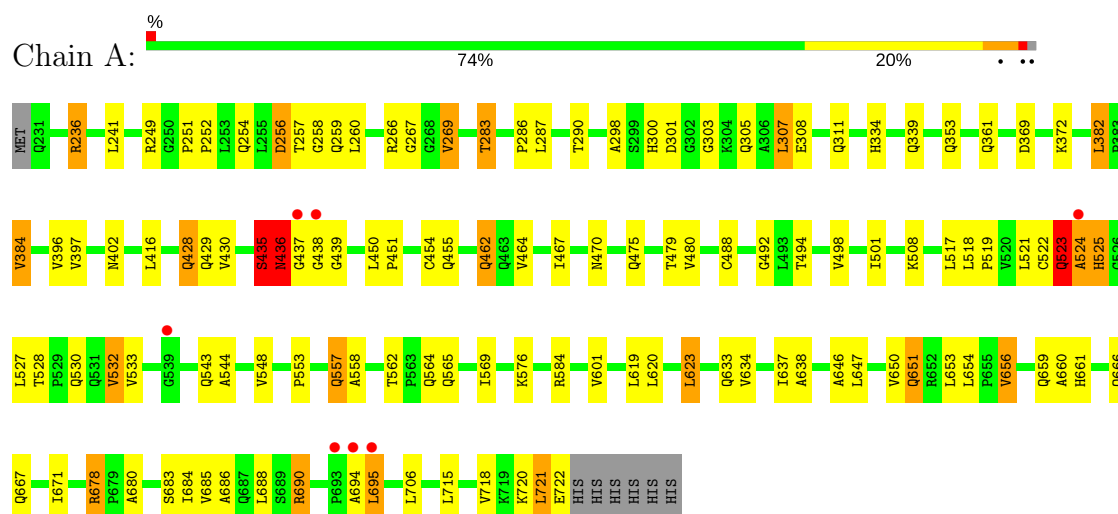 %
Chain A:
74% 20% • ••
MET Q231 R236 L241 R249 G250 P251 P252 L253 Q254 L255 D256 T257 G258 Q259 L260 R266 G267 G268 V269 T283 P286 L287 T290 A298 S299 H300 D301 G302 G303 K304 Q305 A306 L307 E308 Q311 H334 Q339 Q353 Q361 D369 K372 L382
V384 V396 V397 N402 L416 Q428 Q429 V430 S435 N436 G437 G438 G439 L450 P451 C454 Q455 Q462 Q463 V464 I467 N470 Q475 T479 V480 C488 G492 L493 T494 V498 I501 K508 L517 L518 P519 V520 L521 C522 Q523 A524 H525
L527 T528 P529 Q530 Q531 V532 V533 G539 Q543 A544 V548 P553 Q557 A558 T562 P563 Q564 Q565 I569 K576 R584 V601 L619 L620 L623 Q633 V634 I637 A638 A646 L647 V650 Q651 R652 L653 L654 P655 V656 Q659 A660 H661
Q667 I671 R678 P679 A680 S683 I684 V685 A686 Q687 L688 S689 R690 P693 A694 L695 L706 L715 V718 K719 K720 L721 E722 HIS HIS HIS HIS HIS HIS